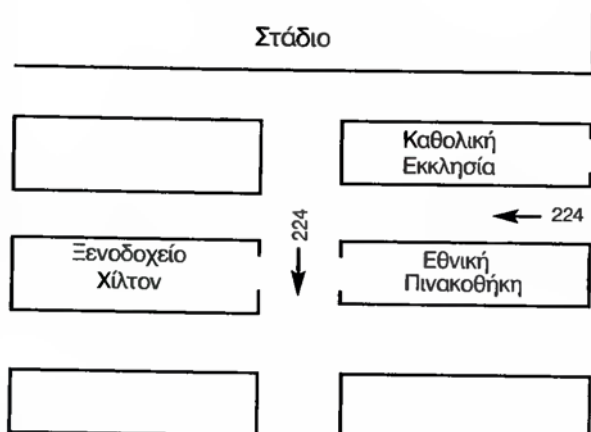 Στάδιο
Καθολική
Εκκλησία
224
224
Ξενοδοχείο
Χίλτον
Εθνική
Πινακοθήκη